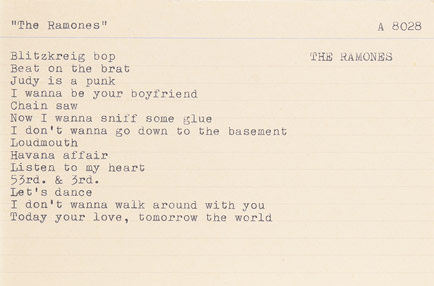 "The Ramones" A 8028
Blitzkreig bop THE RAMONES
Beat on the brat
Judy is a punk
I wanna be your boyfriend
Chain saw
Now I wanna sniff some glue
I don't wanna go down to the basement
Loudmouth
Havana affair
Listen to my heart
53rd. & 3rd.
Let's dance
I don't wanna walk around with you
Today your love, tomorrow the world